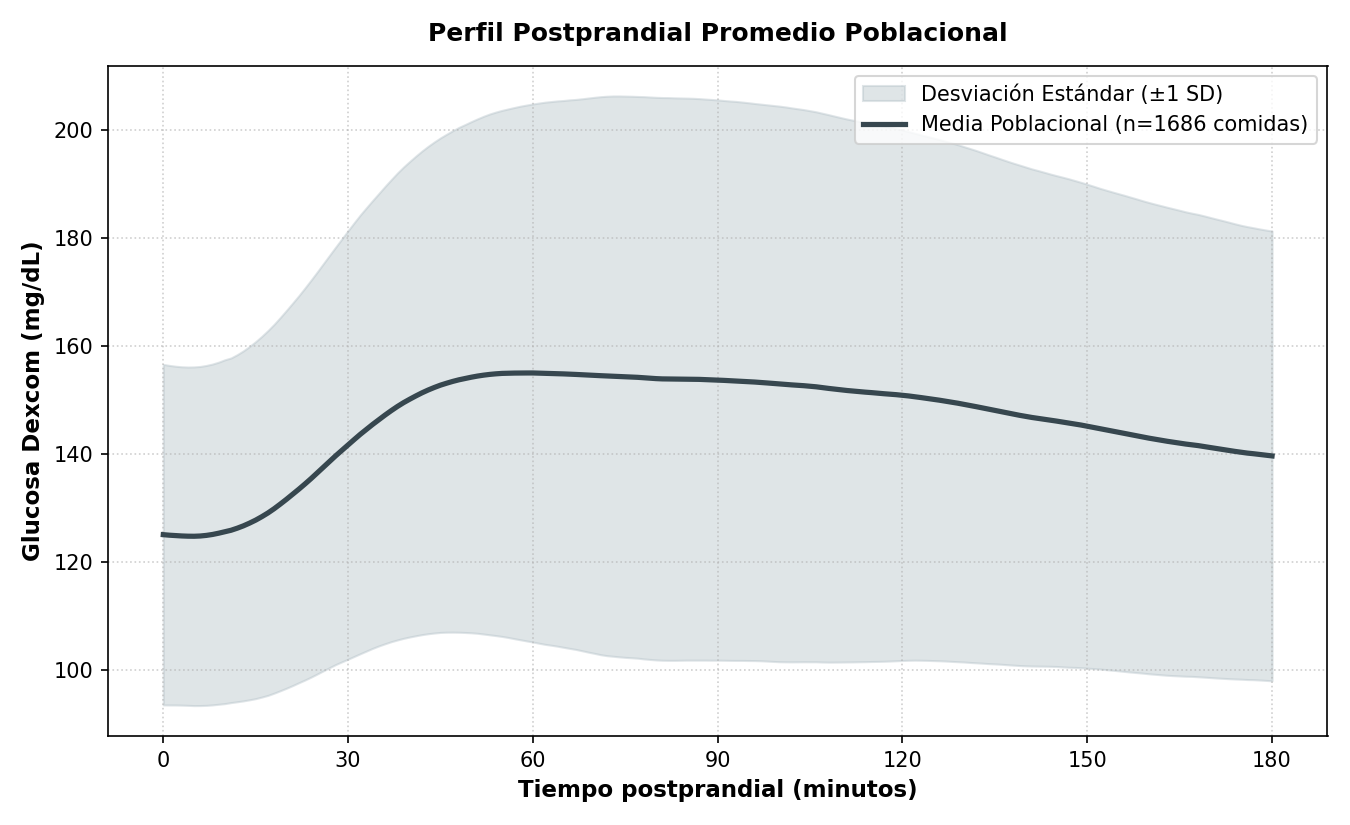 Perfil Postprandial Promedio Poblacional
Desviación Estándar (±1 SD)
Media Poblacional (n=1686 comidas)
Glucosa Dexcom (mg/dL)
200
180
160
140
120
100
0 30 60 90 120 150 180
Tiempo postprandial (minutos)